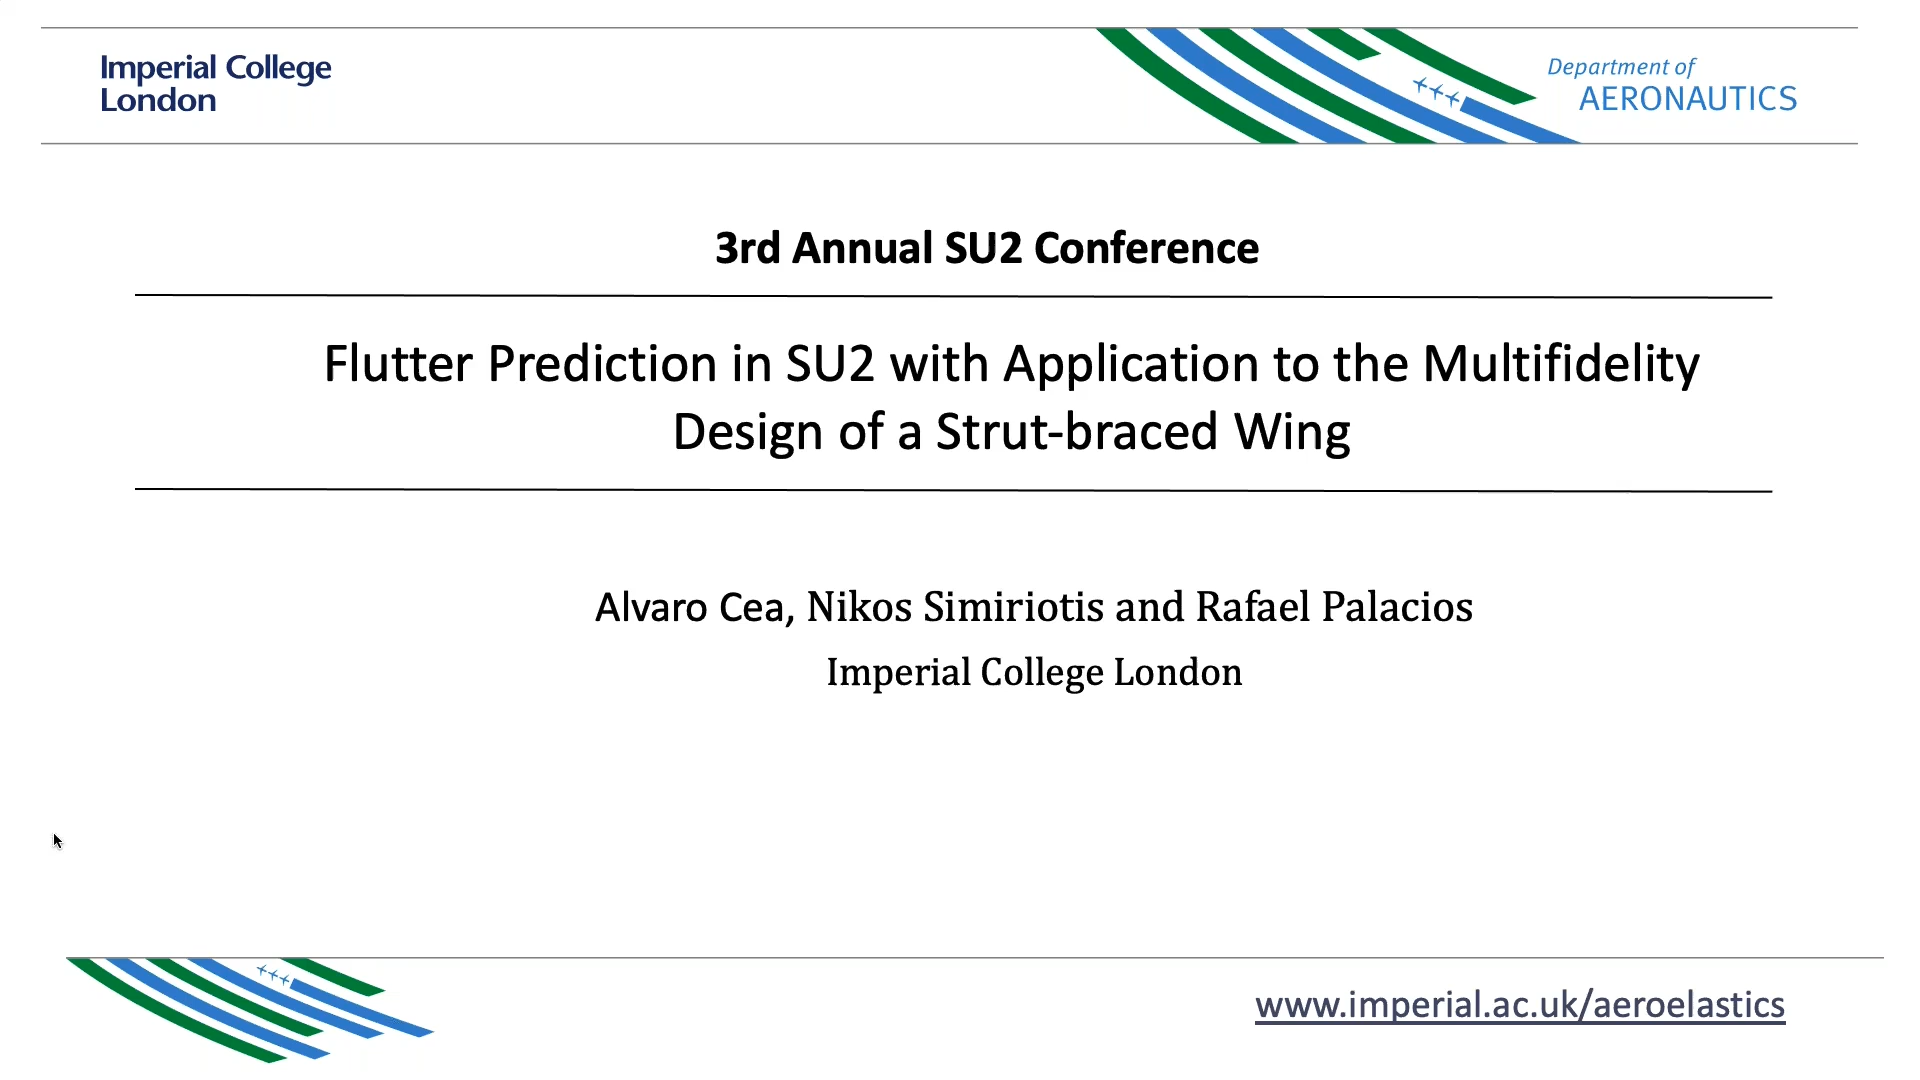 Imperial College
London
Department of
AERONAUTICS
3rd Annual SU2 Conference
Flutter Prediction in SU2 with Application to the Multifidelity
Design of a Strut-braced Wing
Alvaro Cea, Nikos Simiriotis and Rafael Palacios
Imperial College London
www.imperial.ac.uk/aeroelastics